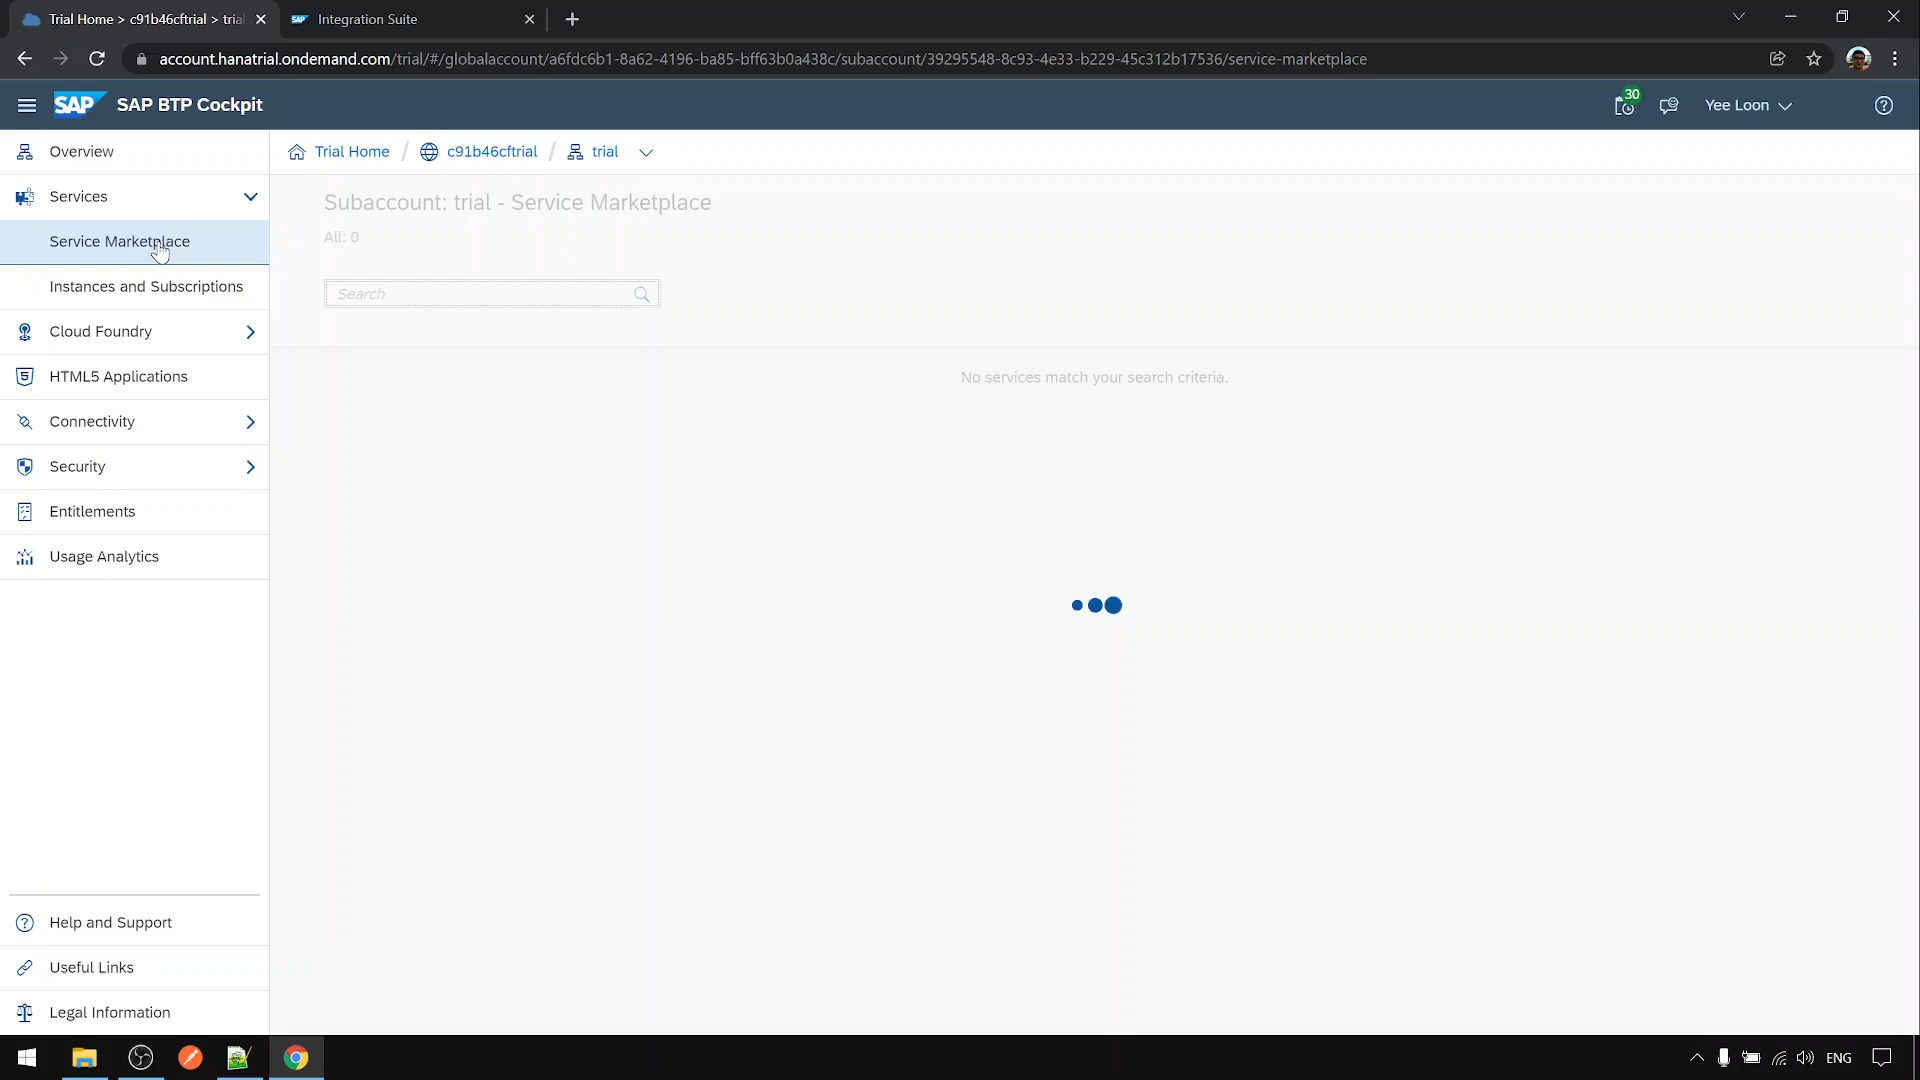 Trial Home > c91b46cftrial > trial
Integration Suite
account.hanatrial.ondemand.com/trial/#/globalaccount/a6fdc6b1-8a62-4196-ba85-bff63b0a438c/subaccount/39295548-8c93-4e33-b229-45c312b17536/service-marketplace
SAP
SAP BTP Cockpit
30
Yee Loon
Overview
Trial Home / c91b46cftrial / trial
Services
Subaccount: trial - Service Marketplace
All: 0
Service Marketplace
Instances and Subscriptions
Search
Cloud Foundry
HTML5 Applications
No services match your search criteria.
Connectivity
Security
Entitlements
Usage Analytics
Help and Support
Useful Links
Legal Information
ENG